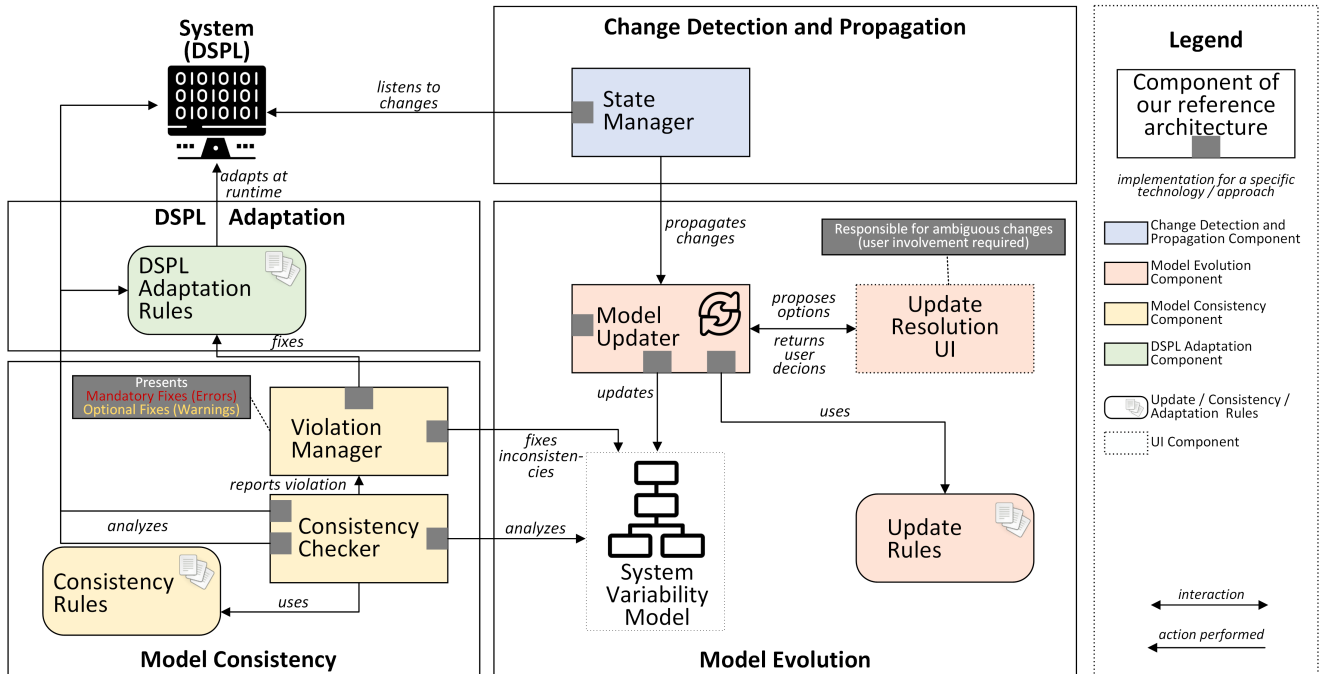 System
(DSPL)
01010101
01010101
01010101
Change Detection and Propagation
State
Manager
listens to
changes
adapts at
runtime
DSPL Adaptation
DSPL
Adaptation
Rules
fixes
propagates
changes
Responsible for ambiguous changes
(user involvement required)
Model
Updater
proposes
options
returns
user
decions
Update
Resolution
UI
updates
uses
Presents
Mandatory Fixes (Errors)
Optional Fixes (Warnings)
Violation
Manager
fixes
inconsisten-
cies
reports violation
analyzes
Consistency
Checker
analyzes
Consistency
Rules
uses
System
Variability
Model
Update
Rules
Model Consistency
Model Evolution
Legend
Component of
our reference
architecture
implementation for a specific
technology / approach
Change Detection and
Propagation Component
Model Evolution
Component
Model Consistency
Component
DSPL Adaptation
Component
Update / Consistency /
Adaptation Rules
UI Component
interaction
action performed